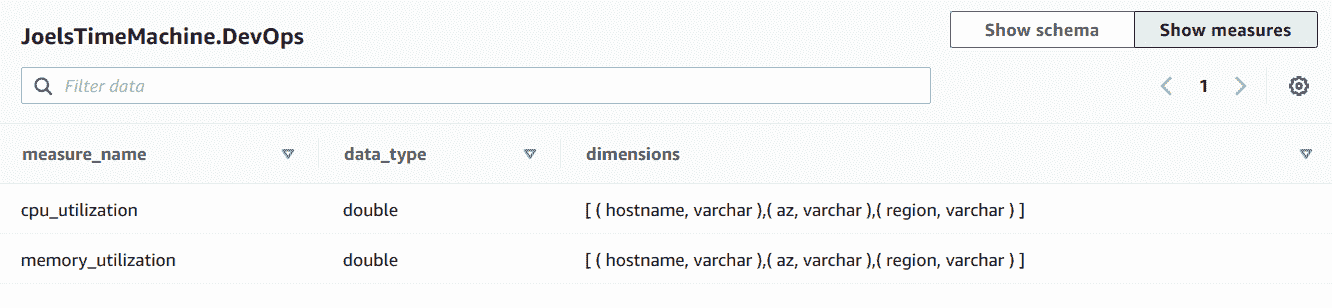 JoelsTimeMachine.DevOps
Show schema
Show measures
Filter data
1
measure_name data_type dimensions
cpu_utilization double [ ( hostname, varchar ),( az, varchar ),( region, varchar ) ]
memory_utilization double [ ( hostname, varchar ),( az, varchar ),( region, varchar ) ]